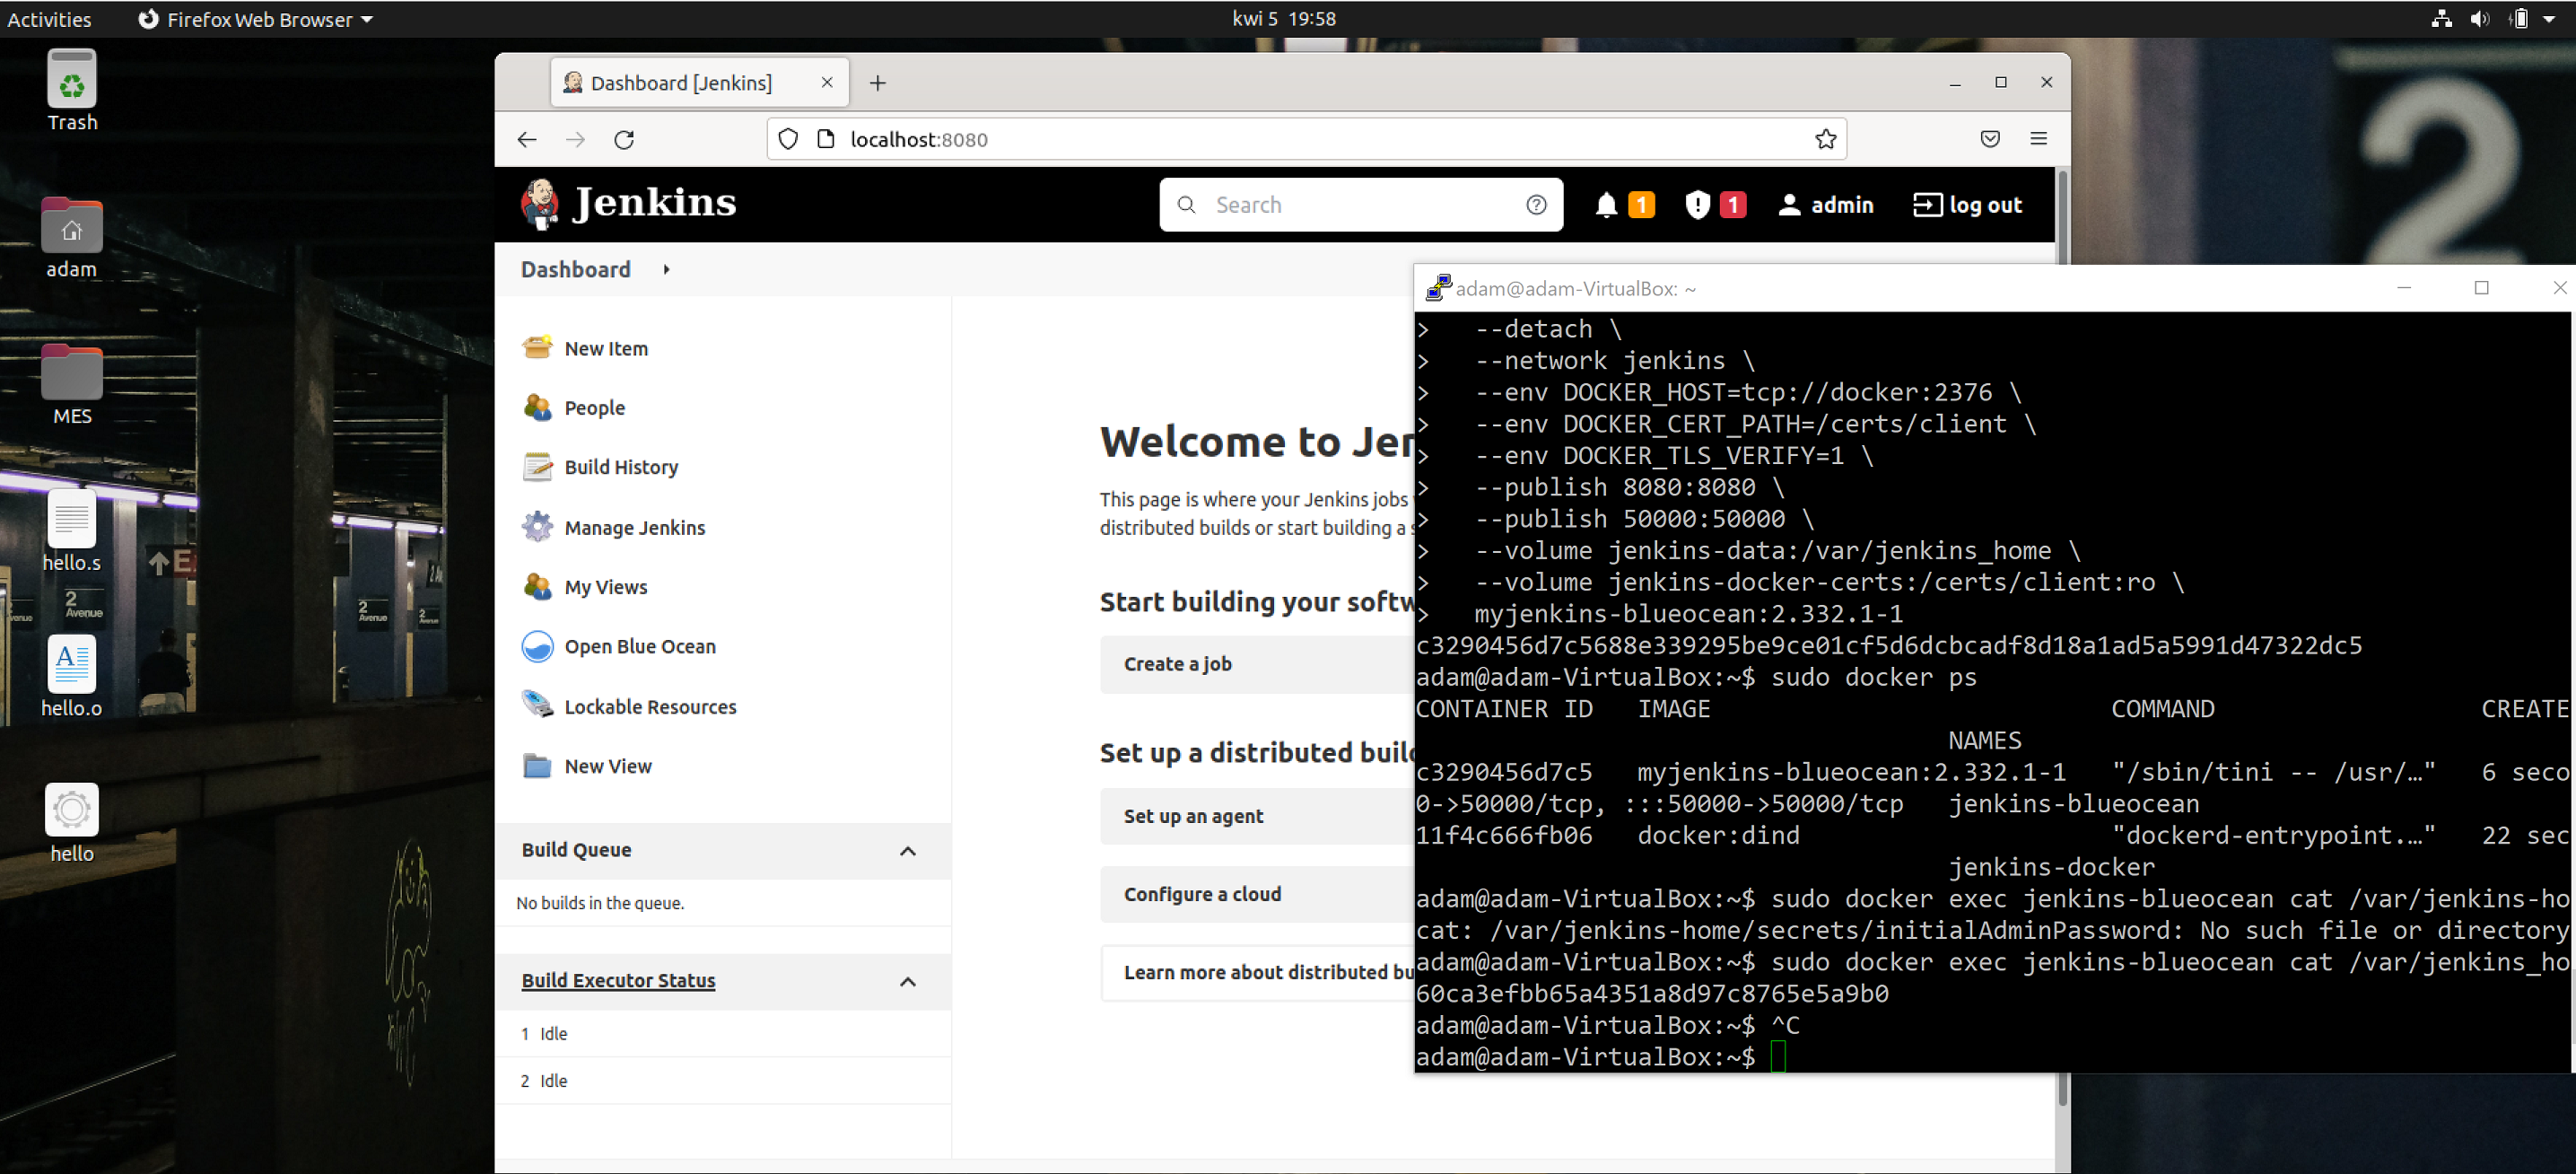 Activities
Firefox Web Browser
kwi 5 19:58
Trash
adam
MES
hello.s
hello.o
hello
2
2
Avenue
2
Avenue
2
Dashboard [Jenkins]
localhost:8080
Jenkins
Search
1
1
admin
log out
Dashboard
New Item
People
Build History
Manage Jenkins
My Views
Open Blue Ocean
Lockable Resources
New View
Build Queue
No builds in the queue.
Build Executor Status
1 Idle
2 Idle
Welcome to Jen
This page is where your Jenkins jobs
distributed builds or start building a s
Start building your softw
Create a job
Set up a distributed build
Set up an agent
Configure a cloud
Learn more about distributed bu
adam@adam-VirtualBox: ~
> --detach \
> --network jenkins \
> --env DOCKER_HOST=tcp://docker:2376 \
> --env DOCKER_CERT_PATH=/certs/client \
> --env DOCKER_TLS_VERIFY=1 \
> --publish 8080:8080 \
> --publish 50000:50000 \
> --volume jenkins-data:/var/jenkins_home \
> --volume jenkins-docker-certs:/certs/client:ro \
> myjenkins-blueocean:2.332.1-1
c3290456d7c5688e339295be9ce01cf5d6dcbcadf8d18a1ad5a5991d47322dc5
adam@adam-VirtualBox:~$ sudo docker ps
CONTAINER ID IMAGE COMMAND CREATE
NAMES
c3290456d7c5 myjenkins-blueocean:2.332.1-1 "/sbin/tini -- /usr/…" 6 seco
0->50000/tcp, :::50000->50000/tcp jenkins-blueocean
11f4c666fb06 docker:dind "dockerd-entrypoint.…" 22 sec
jenkins-docker
adam@adam-VirtualBox:~$ sudo docker exec jenkins-blueocean cat /var/jenkins-ho
cat: /var/jenkins-home/secrets/initialAdminPassword: No such file or directory
adam@adam-VirtualBox:~$ sudo docker exec jenkins-blueocean cat /var/jenkins_ho
60ca3efbb65a4351a8d97c8765e5a9b0
adam@adam-VirtualBox:~$ ^C
adam@adam-VirtualBox:~$